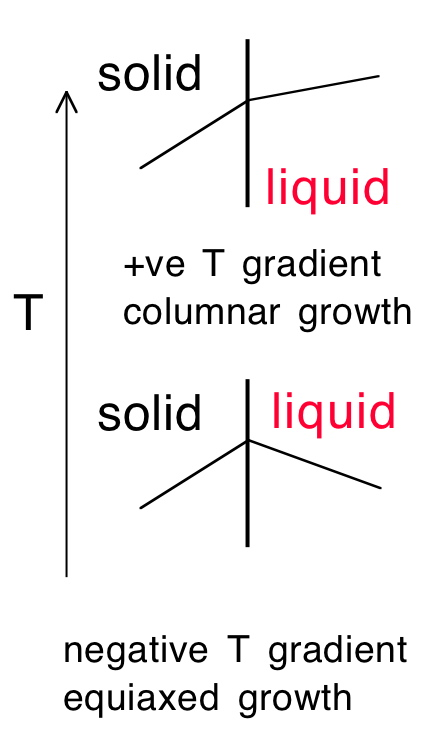 solid
liquid
+ve T gradient
columnar growth
T
solid liquid
negative T gradient
equiaxed growth